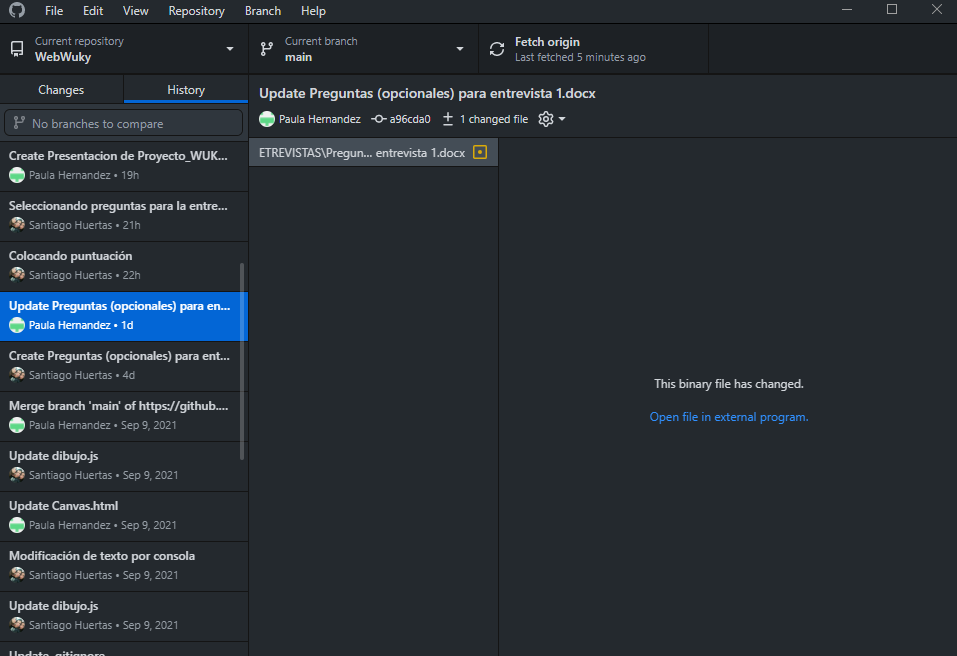 File Edit View Repository Branch Help
Current repository
WebWuky
Current branch
main
Fetch origin
Last fetched 5 minutes ago
Changes
History
No branches to compare
Create Presentacion de Proyecto_WUK...
Paula Hernandez • 19h
Seleccionando preguntas para la entre...
Santiago Huertas • 21h
Colocando puntuación
Santiago Huertas • 22h
Update Preguntas (opcionales) para en...
Paula Hernandez • 1d
Create Preguntas (opcionales) para ent...
Santiago Huertas • 4d
Merge branch 'main' of https://github....
Paula Hernandez • Sep 9, 2021
Update dibujo.js
Santiago Huertas • Sep 9, 2021
Update Canvas.html
Paula Hernandez • Sep 9, 2021
Modificación de texto por consola
Santiago Huertas • Sep 9, 2021
Update dibujo.js
Santiago Huertas • Sep 9, 2021
Update .gitignore
Update Preguntas (opcionales) para entrevista 1.docx
Paula Hernandez a96cda0 1 changed file
ETREVISTAS\Pregun... entrevista 1.docx
This binary file has changed.
Open file in external program.